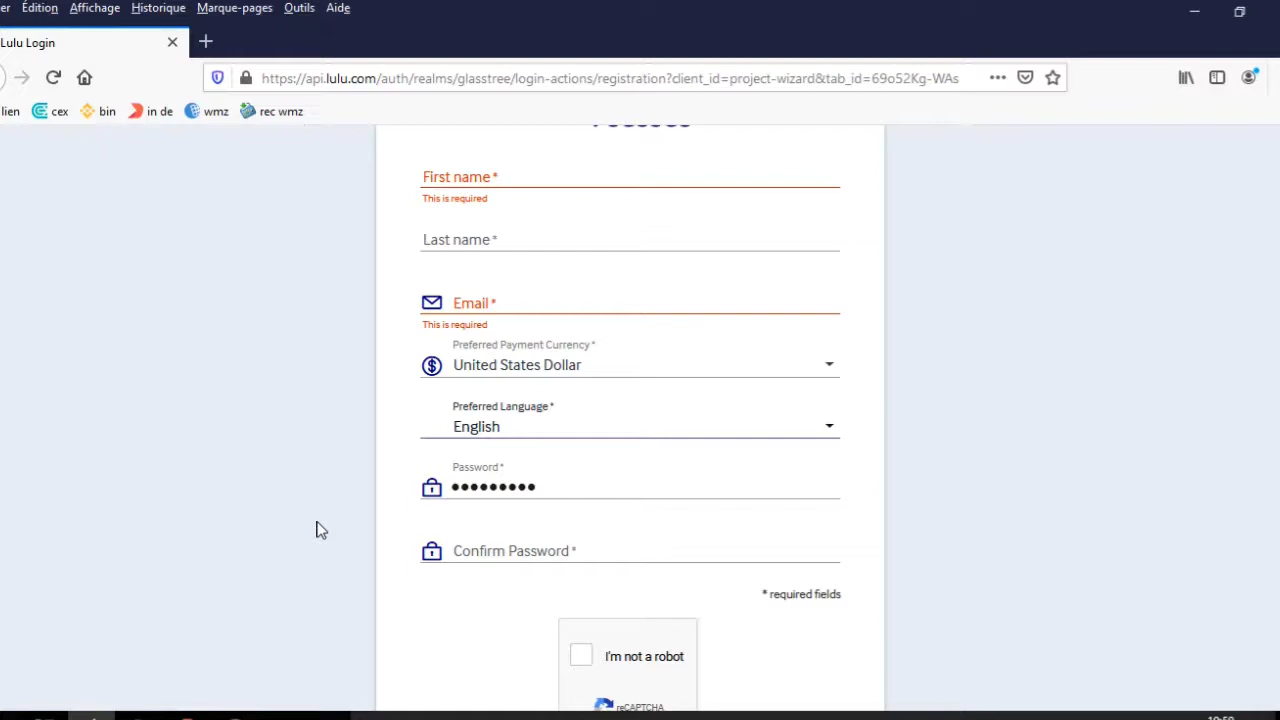 er Édition Affichage Historique Marque-pages Outils Aide
Lulu Login
https://api.lulu.com/auth/realms/glasstree/login-actions/registration?client_id=project-wizard&tab_id=69o52Kg-WAs
lien cex bin in de wmz rec wmz
First name*
This is required
Last name*
Email*
This is required
Preferred Payment Currency*
United States Dollar
Preferred Language*
English
Password*
Confirm Password*
* required fields
I'm not a robot
reCAPTCHA